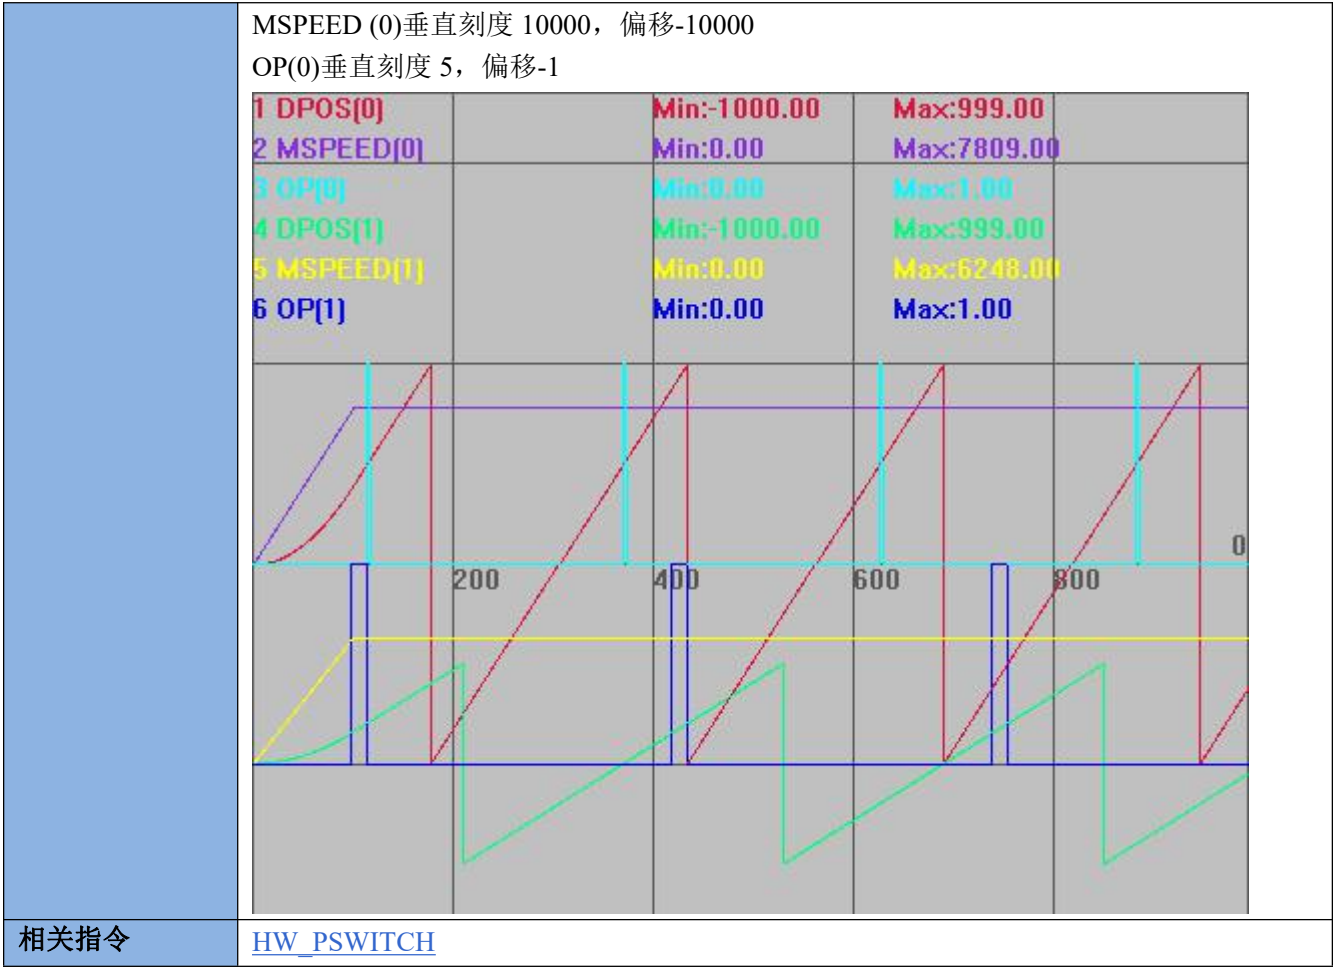 MSPEED (0)垂直刻度 10000，偏移-10000
OP(0)垂直刻度 5，偏移-1
1 DPOS(0) Min:-1000.00 Max:999.00
2 MSPEED(0) Min:0.00 Max:7809.00
3 OP(0) Min:0.00 Max:1.00
4 DPOS(1) Min:-1000.00 Max:999.00
5 MSPEED(1) Min:0.00 Max:6248.00
6 OP(1) Min:0.00 Max:1.00
0
200 400 600 800
相关指令 HW_PSWITCH